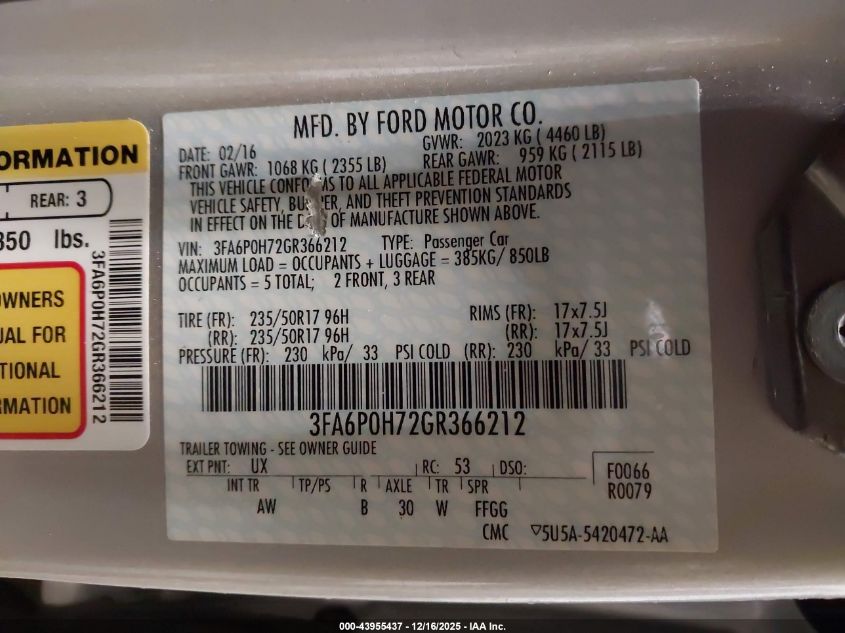 ORMATION
REAR: 3
850 lbs.
OWNERS
UAL FOR
TIONAL
RMATION
3FA6P0H72GR366212
MFD. BY FORD MOTOR CO.
DATE: 02/16 GVWR: 2023 KG ( 4460 LB)
FRONT GAWR: 1068 KG ( 2355 LB) REAR GAWR: 959 KG ( 2115 LB)
THIS VEHICLE CONFO MS TO ALL APPLICABLE FEDERAL MOTOR
VEHICLE SAFETY, BU ER, AND THEFT PREVENTION STANDARDS
IN EFFECT ON THE D OF MANUFACTURE SHOWN ABOVE.
VIN: 3FA6P0H72GR366212 TYPE: Passenger Car
MAXIMUM LOAD = OCCUPANTS + LUGGAGE = 385KG/ 850LB
OCCUPANTS = 5 TOTAL; 2 FRONT, 3 REAR
TIRE (FR): 235/50R17 96H RIMS (FR): 17x7.5J
(RR): 235/50R17 96H (RR): 17x7.5J
PRESSURE (FR): 230 kPa/ 33 PSI COLD (RR): 230 kPa/ 33 PSI COLD
3FA6P0H72GR366212
TRAILER TOWING - SEE OWNER GUIDE
EXT PNT: UX RC: 53 DSO:
INT TR TP/PS R AXLE TR SPR
AW B 30 W FFGG
F0066
R0079
CMC ▽5U5A-5420472-AA
000-43955437 - 12/16/2025 - IAA Inc.